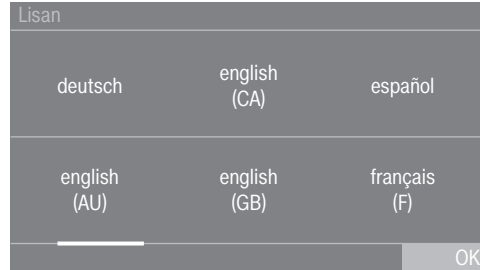 Lisan
deutsch
english
(CA)
español
english
(AU)
english
(GB)
français
(F)
OK